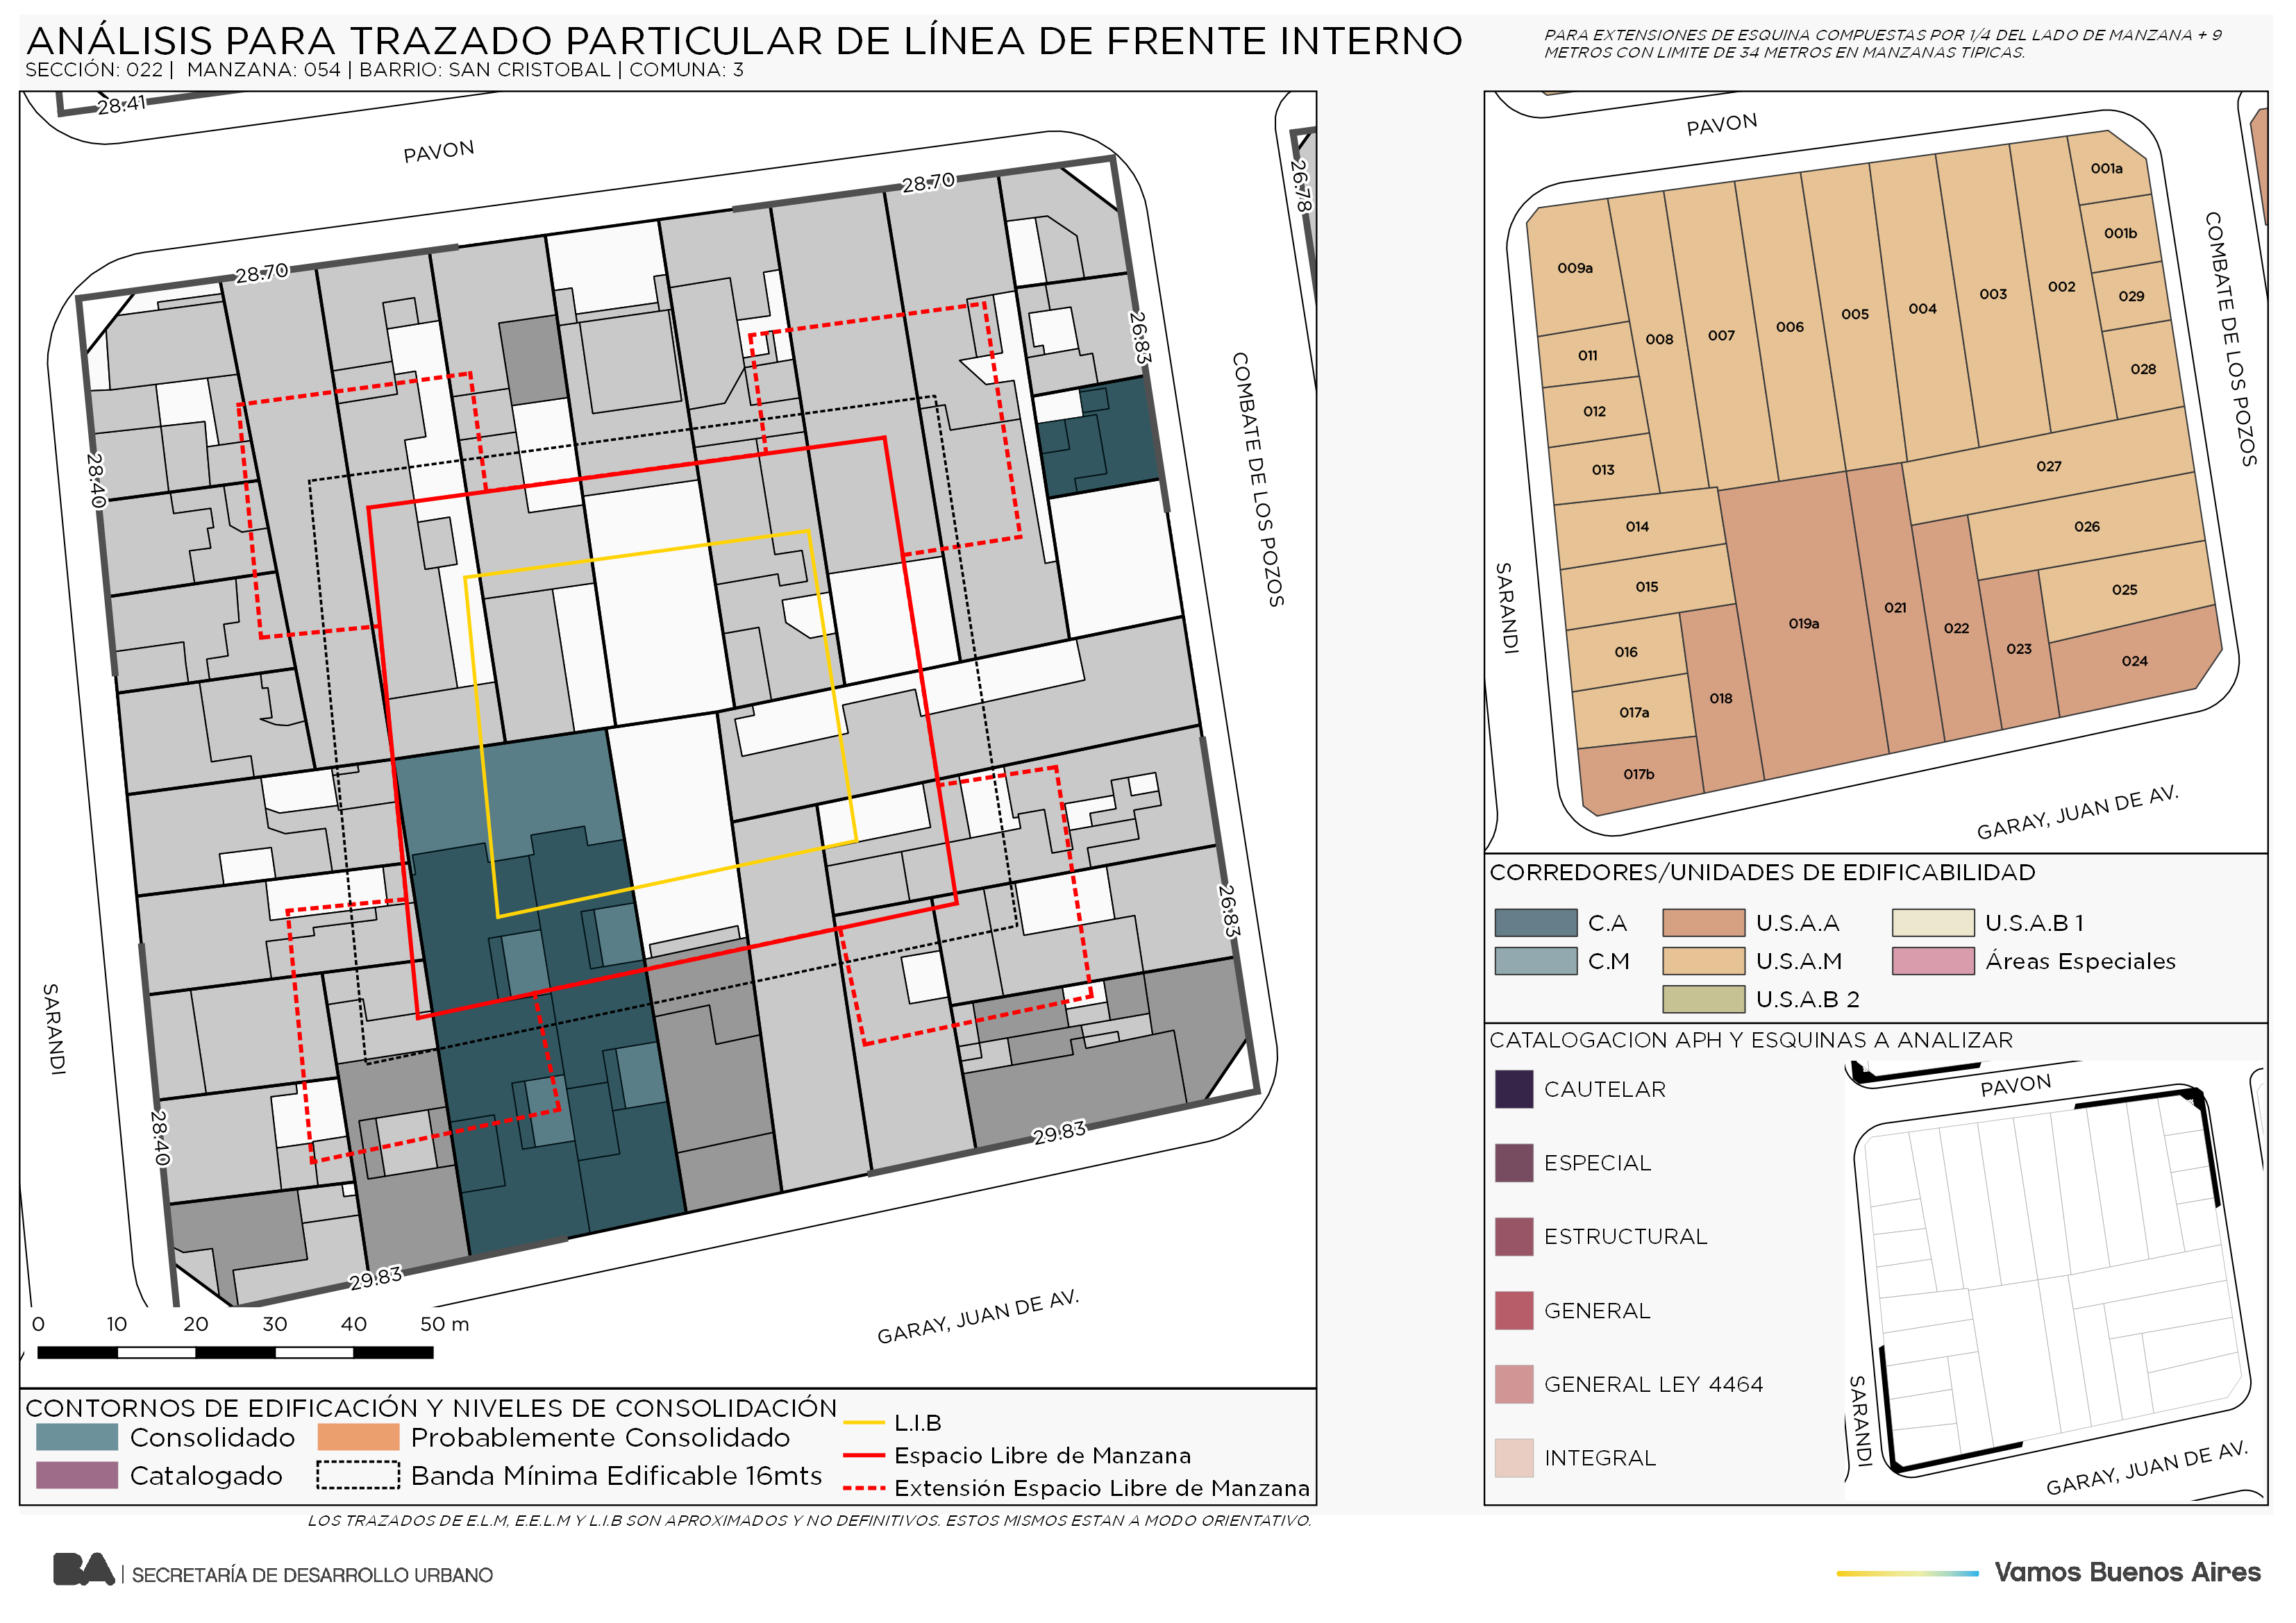 ANÁLISIS PARA TRAZADO PARTICULAR DE LÍNEA DE FRENTE INTERNO
SECCIÓN: 022 | MANZANA: 054 | BARRIO: SAN CRISTOBAL | COMUNA: 3
PARA EXTENSIONES DE ESQUINA COMPUESTAS POR 1/4 DEL LADO DE MANZANA + 9
METROS CON LIMITE DE 34 METROS EN MANZANAS TIPICAS.
28.41
PAVON
28.70
28.70
26.78
26.83
28.40
COMBATE DE LOS POZOS
26.83
SARANDI
28.40
29.83
29.83
GARAY, JUAN DE AV.
0 10 20 30 40 50 m
CONTORNOS DE EDIFICACIÓN Y NIVELES DE CONSOLIDACIÓN
Consolidado
Catalogado
Probablemente Consolidado
Banda Mínima Edificable 16mts
L.I.B
Espacio Libre de Manzana
Extensión Espacio Libre de Manzana
PAVON
001a
001b
029
028
002
003
004
005
006
007
008
009a
011
012
013
014
015
016
017a
017b
018
019a
021
022
023
024
025
026
027
COMBATE DE LOS POZOS
SARANDI
GARAY, JUAN DE AV.
CORREDORES/UNIDADES DE EDIFICABILIDAD
C.A
C.M
U.S.A.A
U.S.A.M
U.S.A.B 2
U.S.A.B 1
Áreas Especiales
CATALOGACION APH Y ESQUINAS A ANALIZAR
CAUTELAR
ESPECIAL
ESTRUCTURAL
GENERAL
GENERAL LEY 4464
INTEGRAL
PAVON
SARANDI
GARAY, JUAN DE AV.
LOS TRAZADOS DE E.L.M, E.E.L.M Y L.I.B SON APROXIMADOS Y NO DEFINITIVOS. ESTOS MISMOS ESTAN A MODO ORIENTATIVO.
BA | SECRETARÍA DE DESARROLLO URBANO
Vamos Buenos Aires